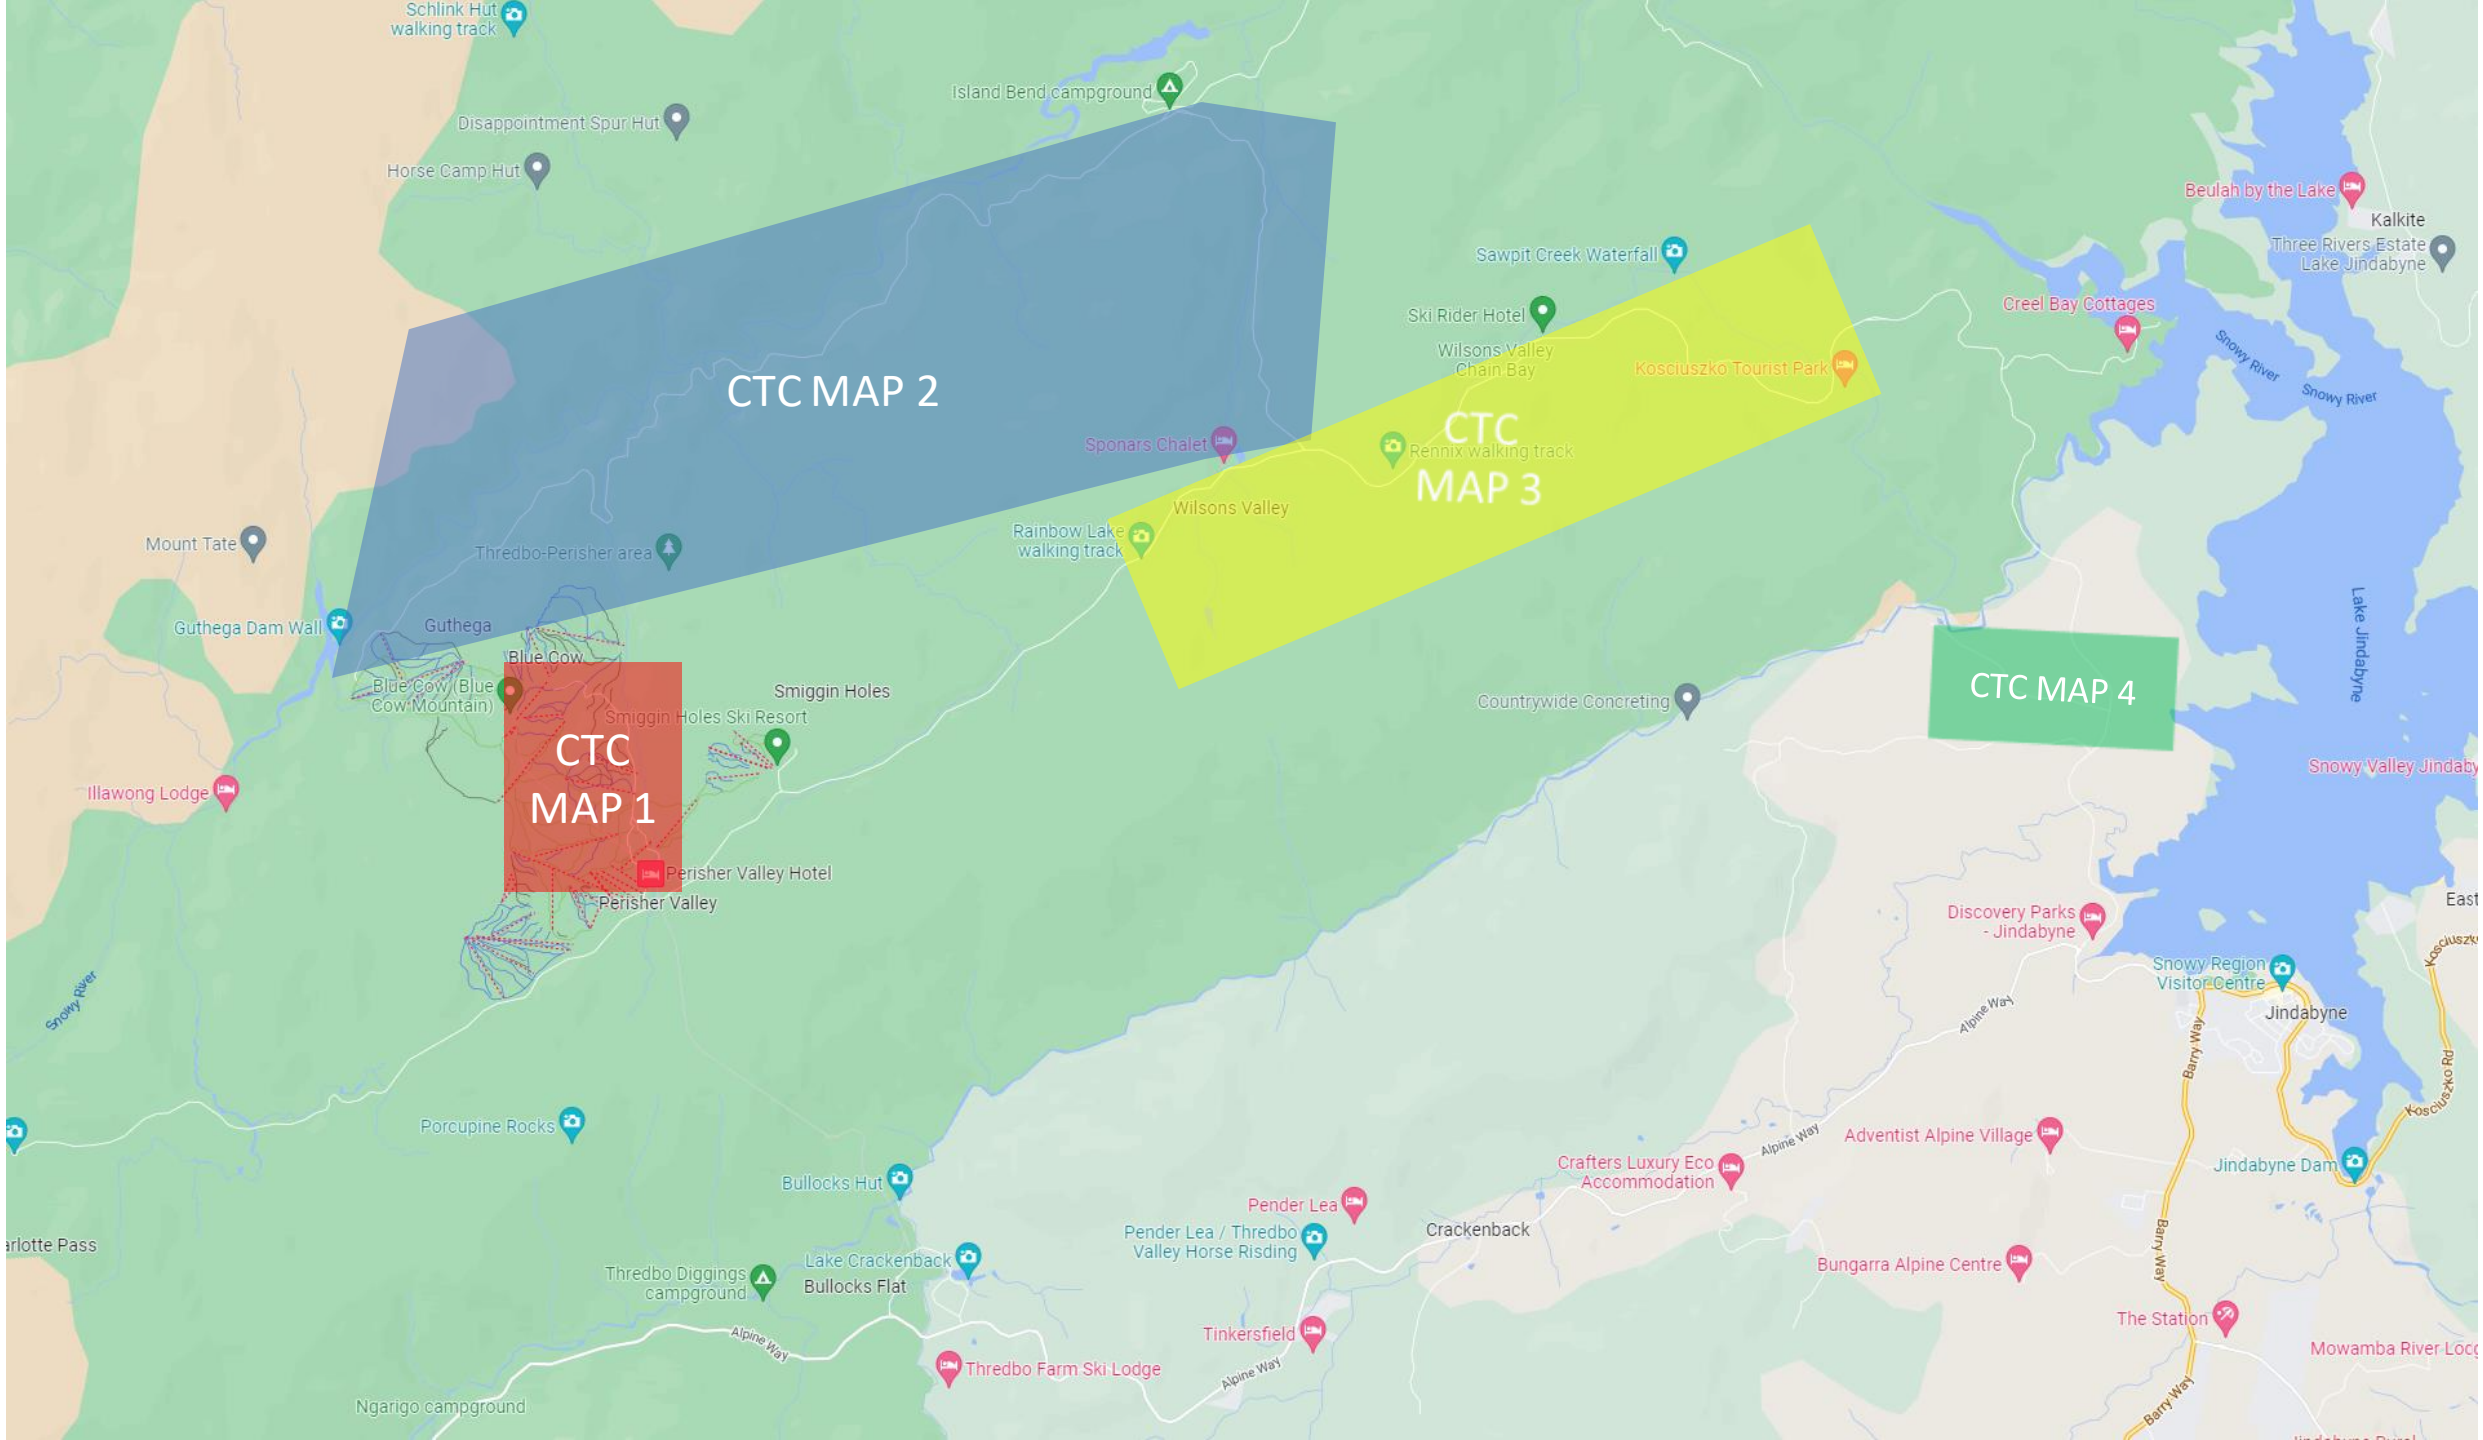 Schlink Hut
walking track
Island Bend campground
Disappointment Spur Hut
Horse Camp Hut
Beulah by the Lake
Kalkite
Three Rivers Estate
Lake Jindabyne
Sawpit Creek Waterfall
Creel Bay Cottages
Ski Rider Hotel
Snowy River
Snowy River
Wilsons Valley
Chain Bay
Kosciuszko Tourist Park
CTC MAP 2
CTC
MAP 3
Sponars Chalet
Rennix walking track
Wilsons Valley
Rainbow Lake
walking track
Mount Tate
Thredbo-Perisher area
Guthega Dam Wall
Guthega
Blue Cow
Blue Cow (Blue
Cow Mountain)
Smiggin Holes
Smiggin Holes Ski Resort
CTC
MAP 1
Countrywide Concreting
CTC MAP 4
Lake Jindabyne
Snowy Valley Jindaby
Illawong Lodge
Perisher Valley Hotel
Perisher Valley
Discovery Parks
- Jindabyne
East
Kosciuszk
Snowy Region
Visitor Centre
Jindabyne
Snowy River
Alpine Way
Barry Way
Kosciuszko Rd
Porcupine Rocks
Alpine Way
Adventist Alpine Village
Crafters Luxury Eco
Accommodation
Jindabyne Dam
Bullocks Hut
Pender Lea
Pender Lea / Thredbo
Valley Horse Risding
Crackenback
arlotte Pass
Lake Crackenback
Bullocks Flat
Thredbo Diggings
campground
Bungarra Alpine Centre
Barry Way
The Station
Tinkersfield
Alpine Way
Mowamba River Lodg
Thredbo Farm Ski Lodge
Alpine Way
Ngarigo campground
Barry Way